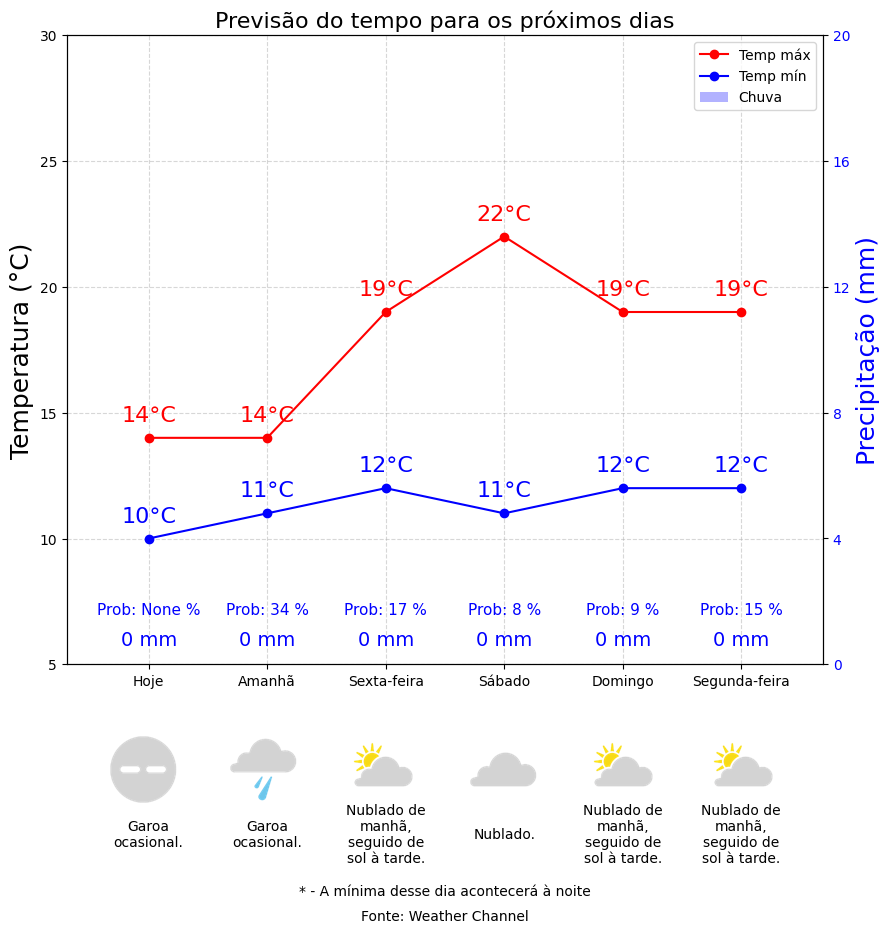 Previsão do tempo para os próximos dias
30
25
20
15
10
5
Temperatura (°C)
20
16
12
8
4
0
Precipitação (mm)
Temp máx
Temp mín
Chuva
14°C 14°C 19°C 22°C 19°C 19°C
10°C 11°C 12°C 11°C 12°C 12°C
Prob: None % Prob: 34 % Prob: 17 % Prob: 8 % Prob: 9 % Prob: 15 %
0 mm 0 mm 0 mm 0 mm 0 mm 0 mm
Hoje Amanhã Sexta-feira Sábado Domingo Segunda-feira
Garoa
ocasional.
Garoa
ocasional.
Nublado de
manhã,
seguido de
sol à tarde.
Nublado.
Nublado de
manhã,
seguido de
sol à tarde.
Nublado de
manhã,
seguido de
sol à tarde.
* - A mínima desse dia acontecerá à noite
Fonte: Weather Channel